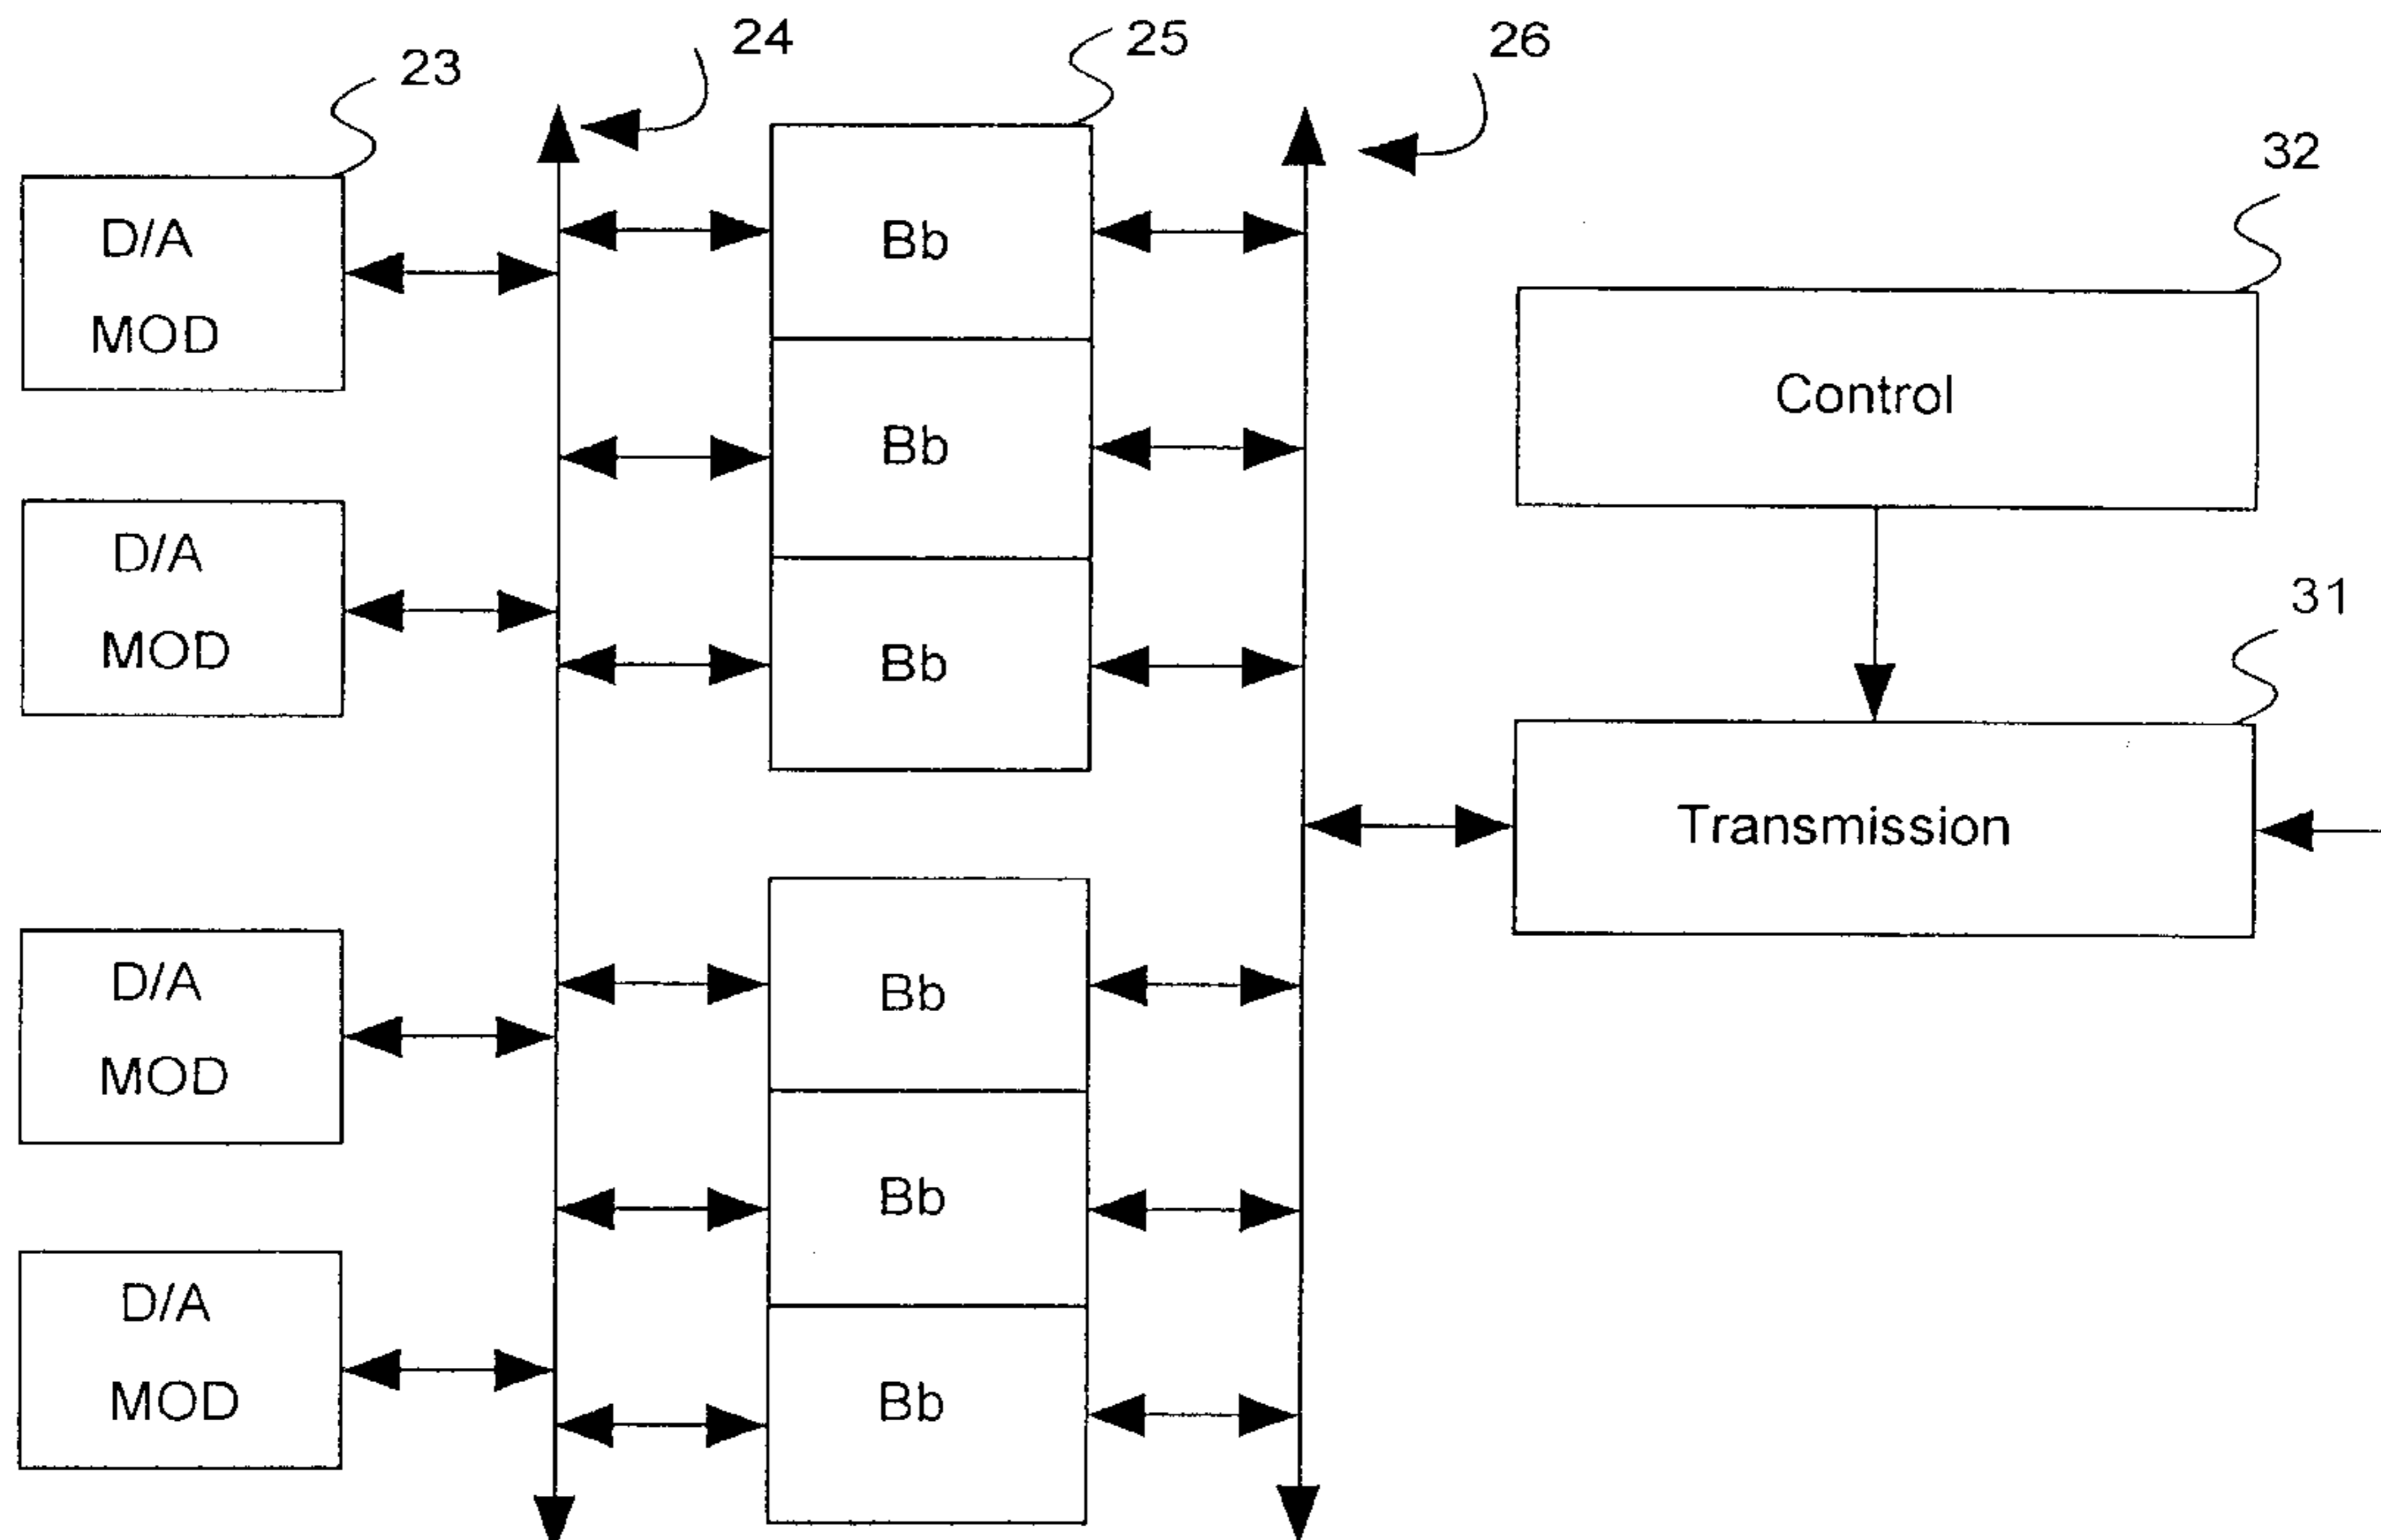 23
24
25
26
32
31
D/A
MOD
D/A
MOD
D/A
MOD
D/A
MOD
Bb
Bb
Bb
Bb
Bb
Bb
Control
Transmission